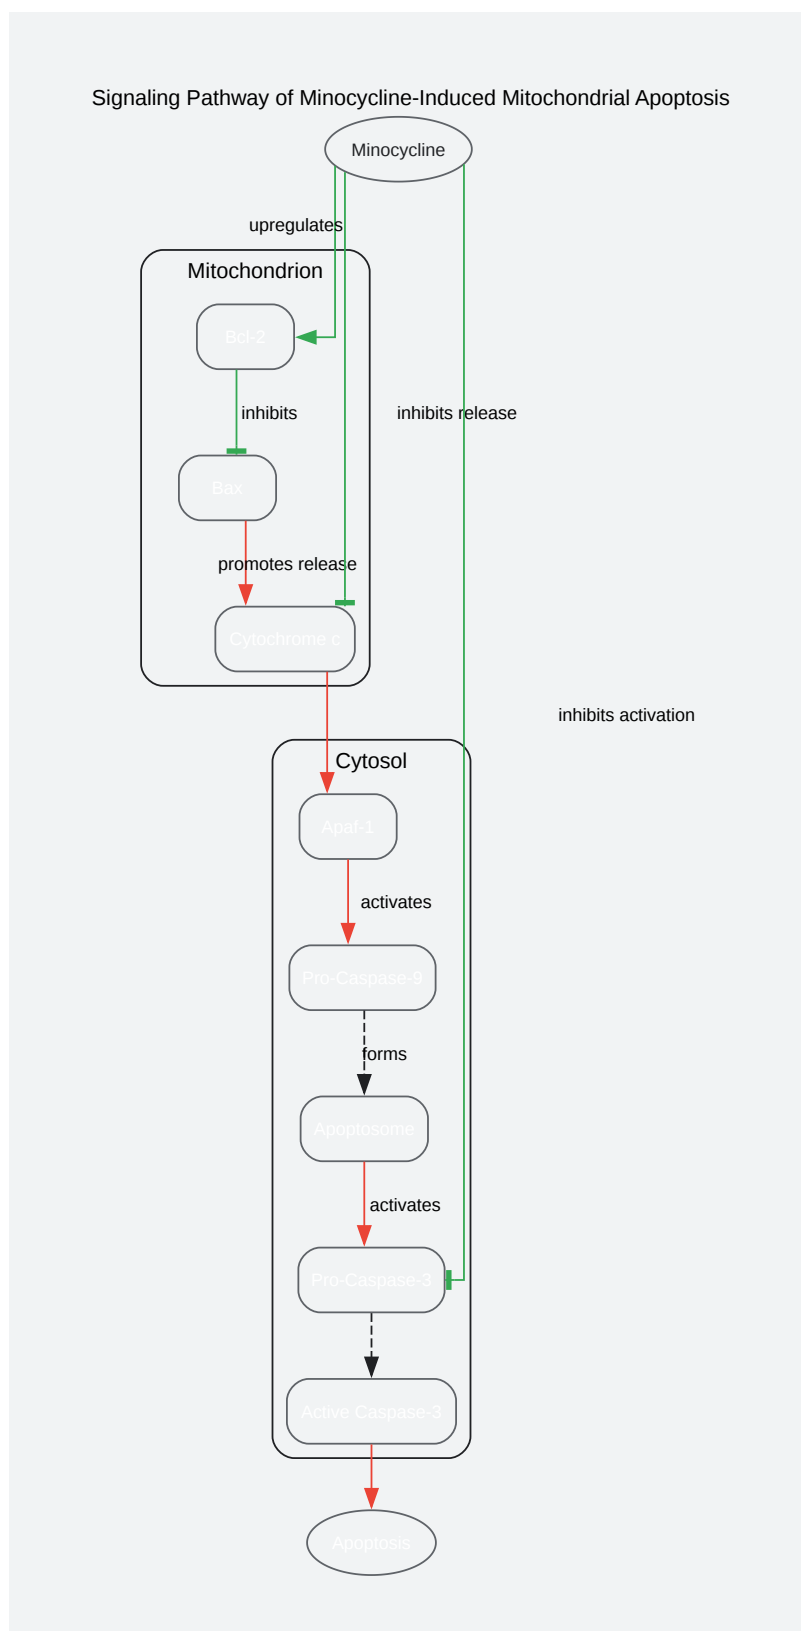 Signaling Pathway of Minocycline-Induced Mitochondrial Apoptosis
Minocycline
upregulates
Mitochondrion
Bcl-2
inhibits
inhibits release
Bax
promotes release
Cytochrome c
inhibits activation
Cytosol
Apaf-1
activates
Pro-Caspase-9
forms
Apoptosome
activates
Pro-Caspase-3
Active Caspase-3
Apoptosis